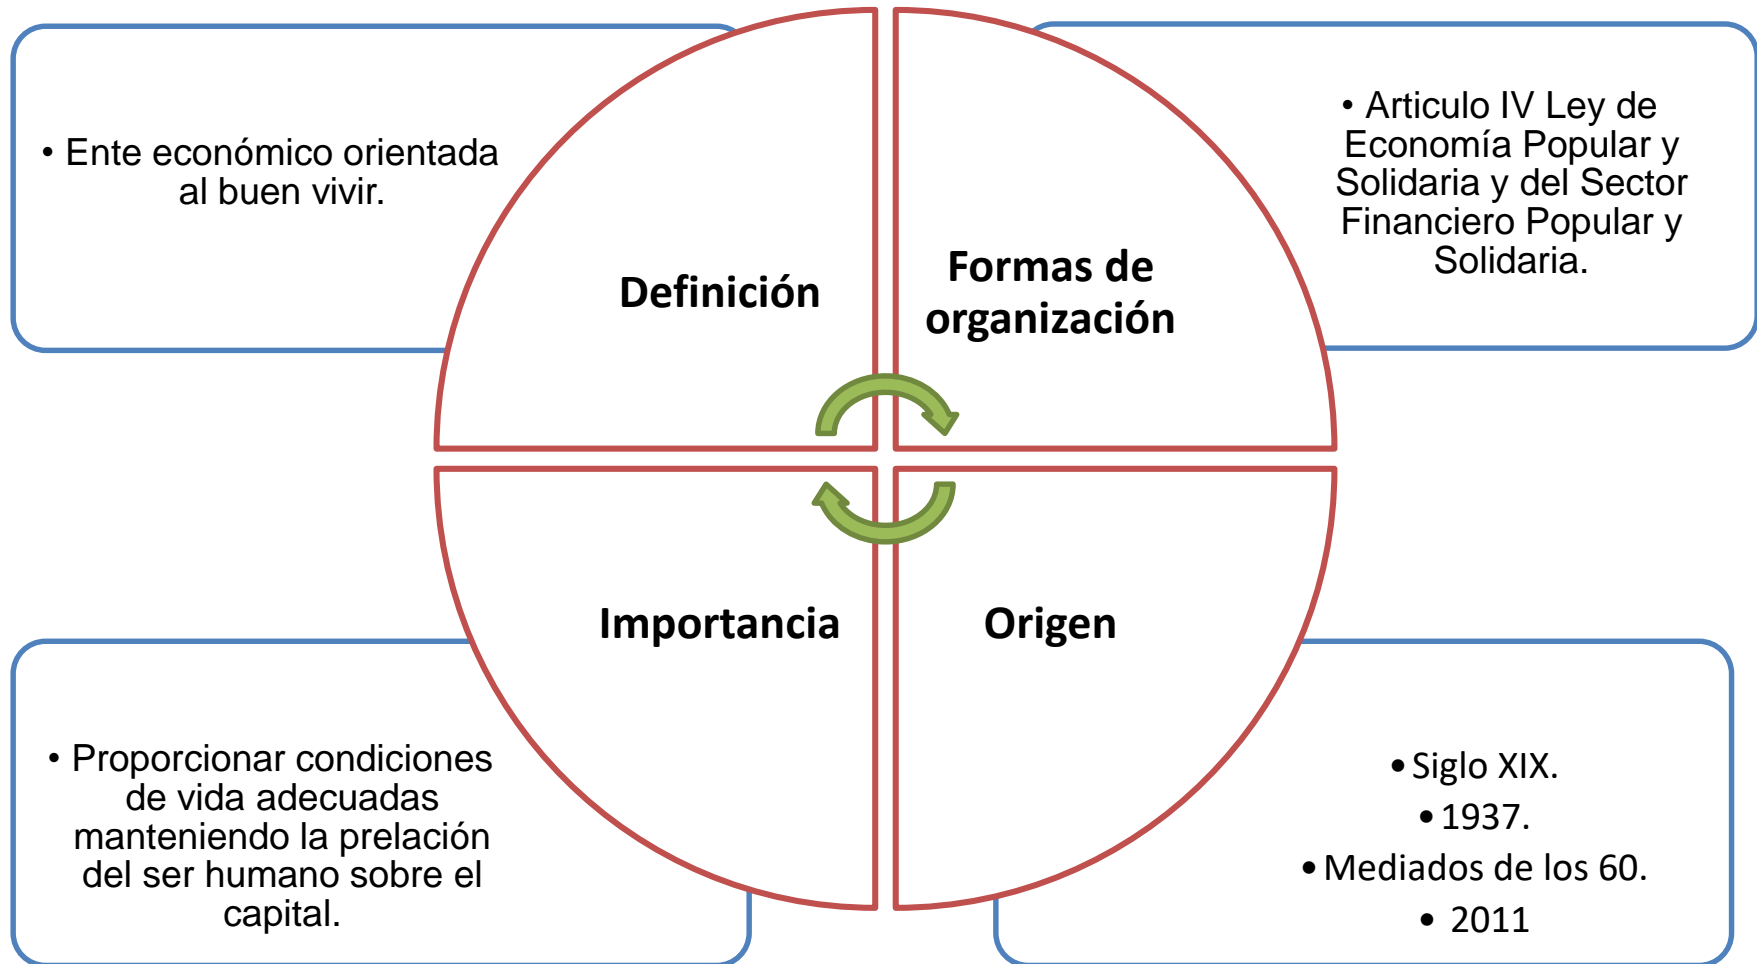 • Ente económico orientada
al buen vivir.
Definición
Formas de
organización
• Articulo IV Ley de
Economía Popular y
Solidaria y del Sector
Financiero Popular y
Solidaria.
Importancia
• Proporcionar condiciones
de vida adecuadas
manteniendo la prelación
del ser humano sobre el
capital.
Origen
• Siglo XIX.
• 1937.
• Mediados de los 60.
• 2011